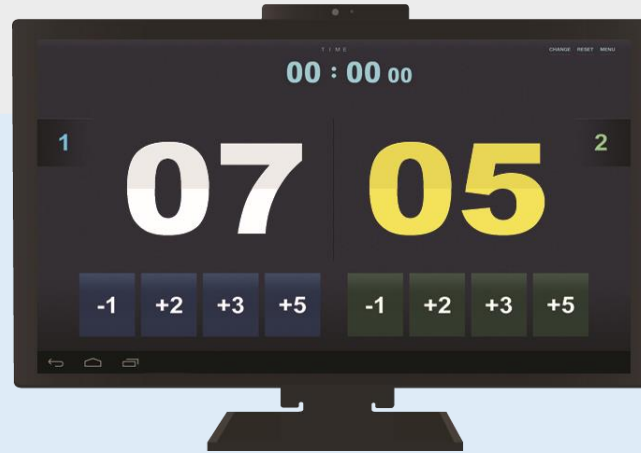 TIME
CHANGE RESET MENU
00 : 00 00
1
2
07 05
-1 +2 +3 +5 -1 +2 +3 +5